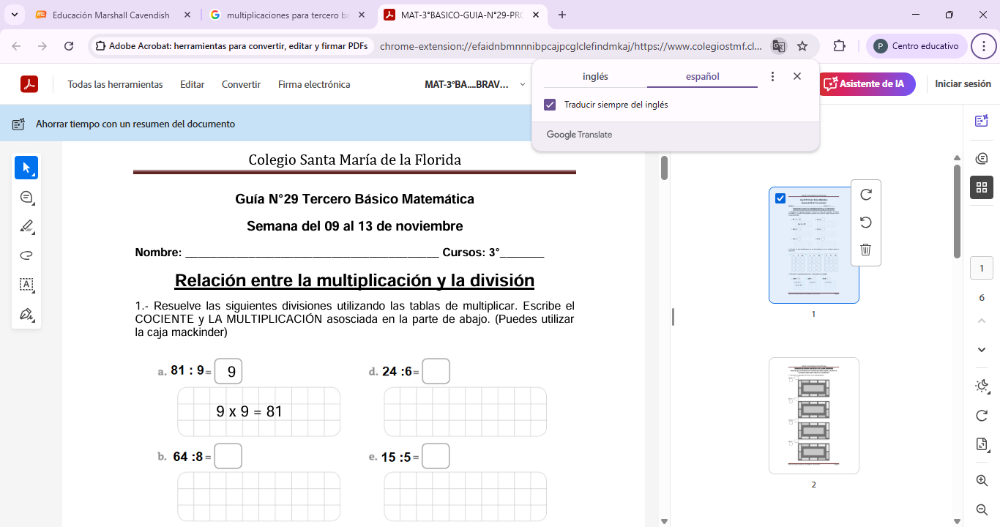 Educación Marshall Cavendish
multiplicaciones para tercero ba
MAT-3°BASICO-GUIA-N°29-PRO
Adobe Acrobat: herramientas para convertir, editar y firmar PDFs
chrome-extension://efaidnbmnnnibpcajpcglclefindmkaj/https://www.colegiostmf.cl...
P Centro educativo
Todas las herramientas
Editar
Convertir
Firma electrónica
MAT-3°BA....BRAV...
inglés
español
Traducir siempre del inglés
Google Translate
Asistente de IA
Iniciar sesión
Ahorrar tiempo con un resumen del documento
Colegio Santa María de la Florida
Guía N°29 Tercero Básico Matemática
Semana del 09 al 13 de noviembre
Nombre: ________________________________________ Cursos: 3°_______
Relación entre la multiplicación y la división
1.- Resuelve las siguientes divisiones utilizando las tablas de multiplicar. Escribe el
COCIENTE y LA MULTIPLICACIÓN asosciada en la parte de abajo. (Puedes utilizar
la caja mackinder)
a. 81 : 9 = 9
9 x 9 = 81
d. 24 :6 =
b. 64 :8 =
e. 15 :5 =
1
2
1
6